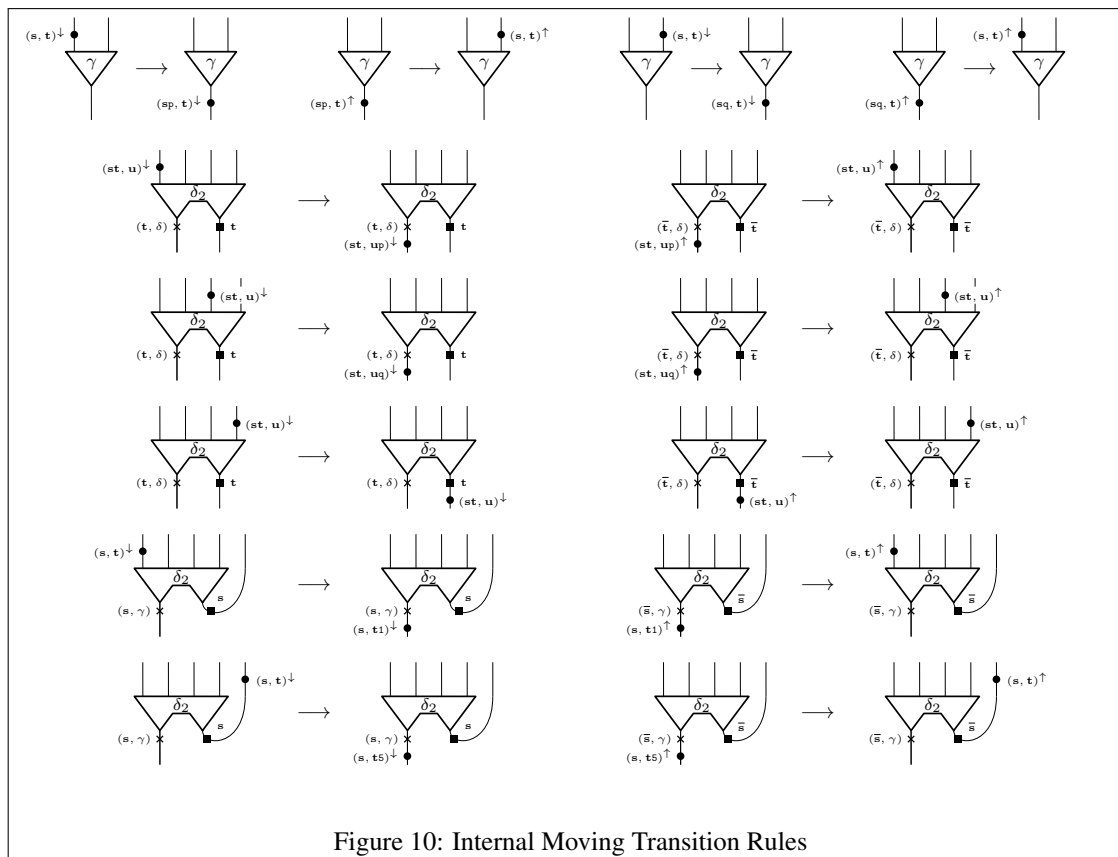 (s, t)↓ γ ⟶ γ (sp, t)↓ (sp, t)↑ γ ⟶ γ (s, t)↑ (s, t)↓ γ ⟶ γ (sq, t)↓ (sq, t)↑ γ ⟶ γ (s, t)↑
(st, u)↓ δ2 (t, δ) t ⟶ δ2 (t, δ) t (st, up)↓ δ2 (t̄, δ) t̄ (st, up)↑ ⟶ (st, u)↑ δ2 (t̄, δ) t̄
(st, u)↓ δ2 (t, δ) t ⟶ δ2 (t, δ) t (st, uq)↓ δ2 (t̄, δ) t̄ (st, uq)↑ ⟶ (st, u)↑ δ2 (t̄, δ) t̄
(st, u)↓ δ2 (t, δ) t ⟶ δ2 (t, δ) t (st, u)↓ δ2 (t̄, δ) t̄ (st, u)↑ ⟶ (st, u)↑ δ2 (t̄, δ) t̄
(s, t)↓ δ2 s (s, γ) ⟶ δ2 s (s, γ) (s, t1)↓ δ2 s̄ (s̄, γ) (s, t1)↑ ⟶ (s, t)↑ δ2 s̄ (s̄, γ)
(s, t)↓ δ2 s (s, γ) ⟶ δ2 s (s, γ) (s, t5)↓ δ2 s̄ (s̄, γ) (s, t5)↑ ⟶ (s, t)↑ δ2 s̄ (s̄, γ)
Figure 10: Internal Moving Transition Rules